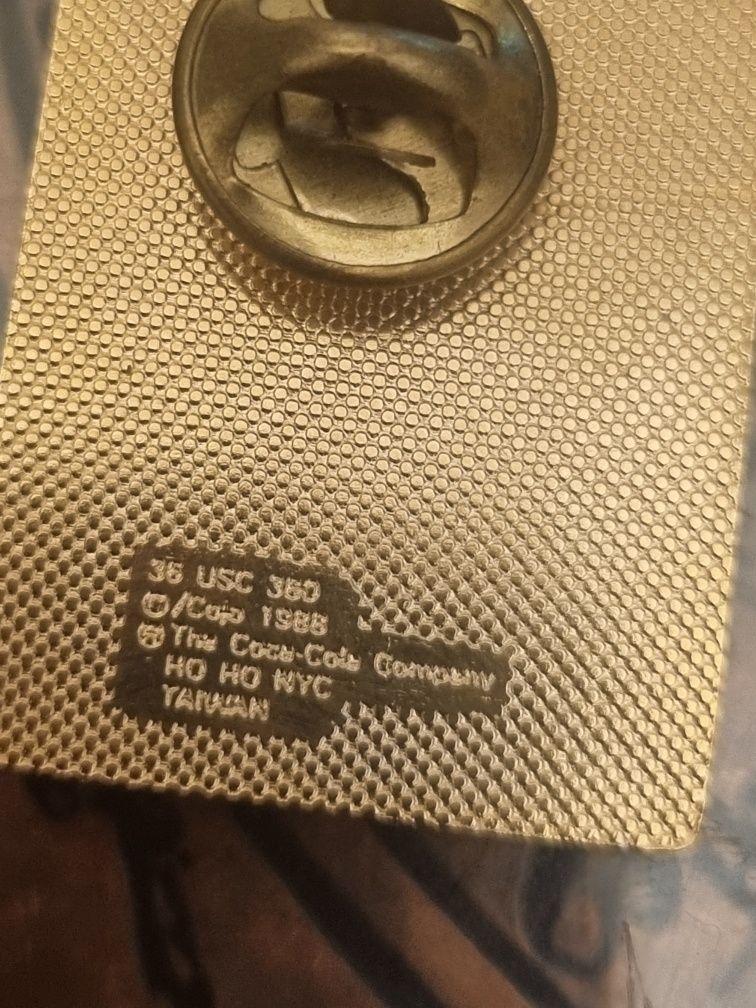 36 USC 380
©/Cojo 1988
® The Coca-Cola Company
HO HO NYC
TAIWAN